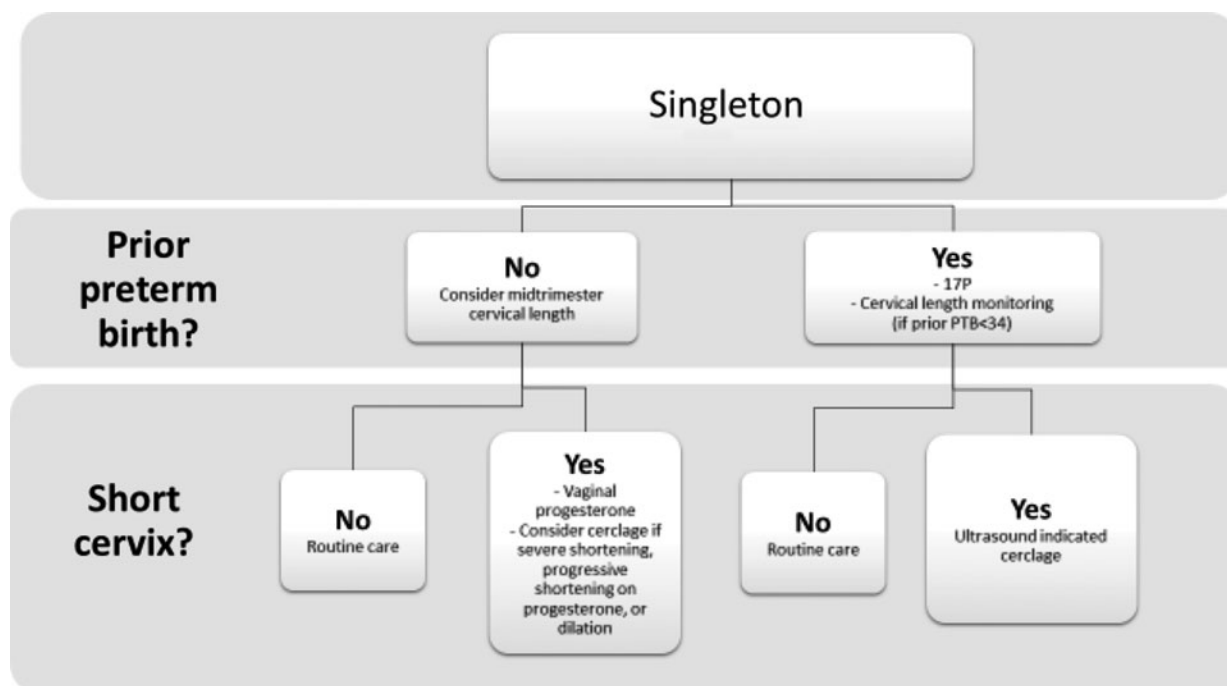 Singleton
Prior
preterm
birth?
No
Consider midtrimester
cervical length
Yes
- 17P
- Cervical length monitoring
(if prior PTB<34)
Short
cervix?
No
Routine care
Yes
- Vaginal
progesterone
- Consider cerclage if
severe shortening,
progressive
shortening on
progesterone, or
dilation
No
Routine care
Yes
Ultrasound indicated
cerclage